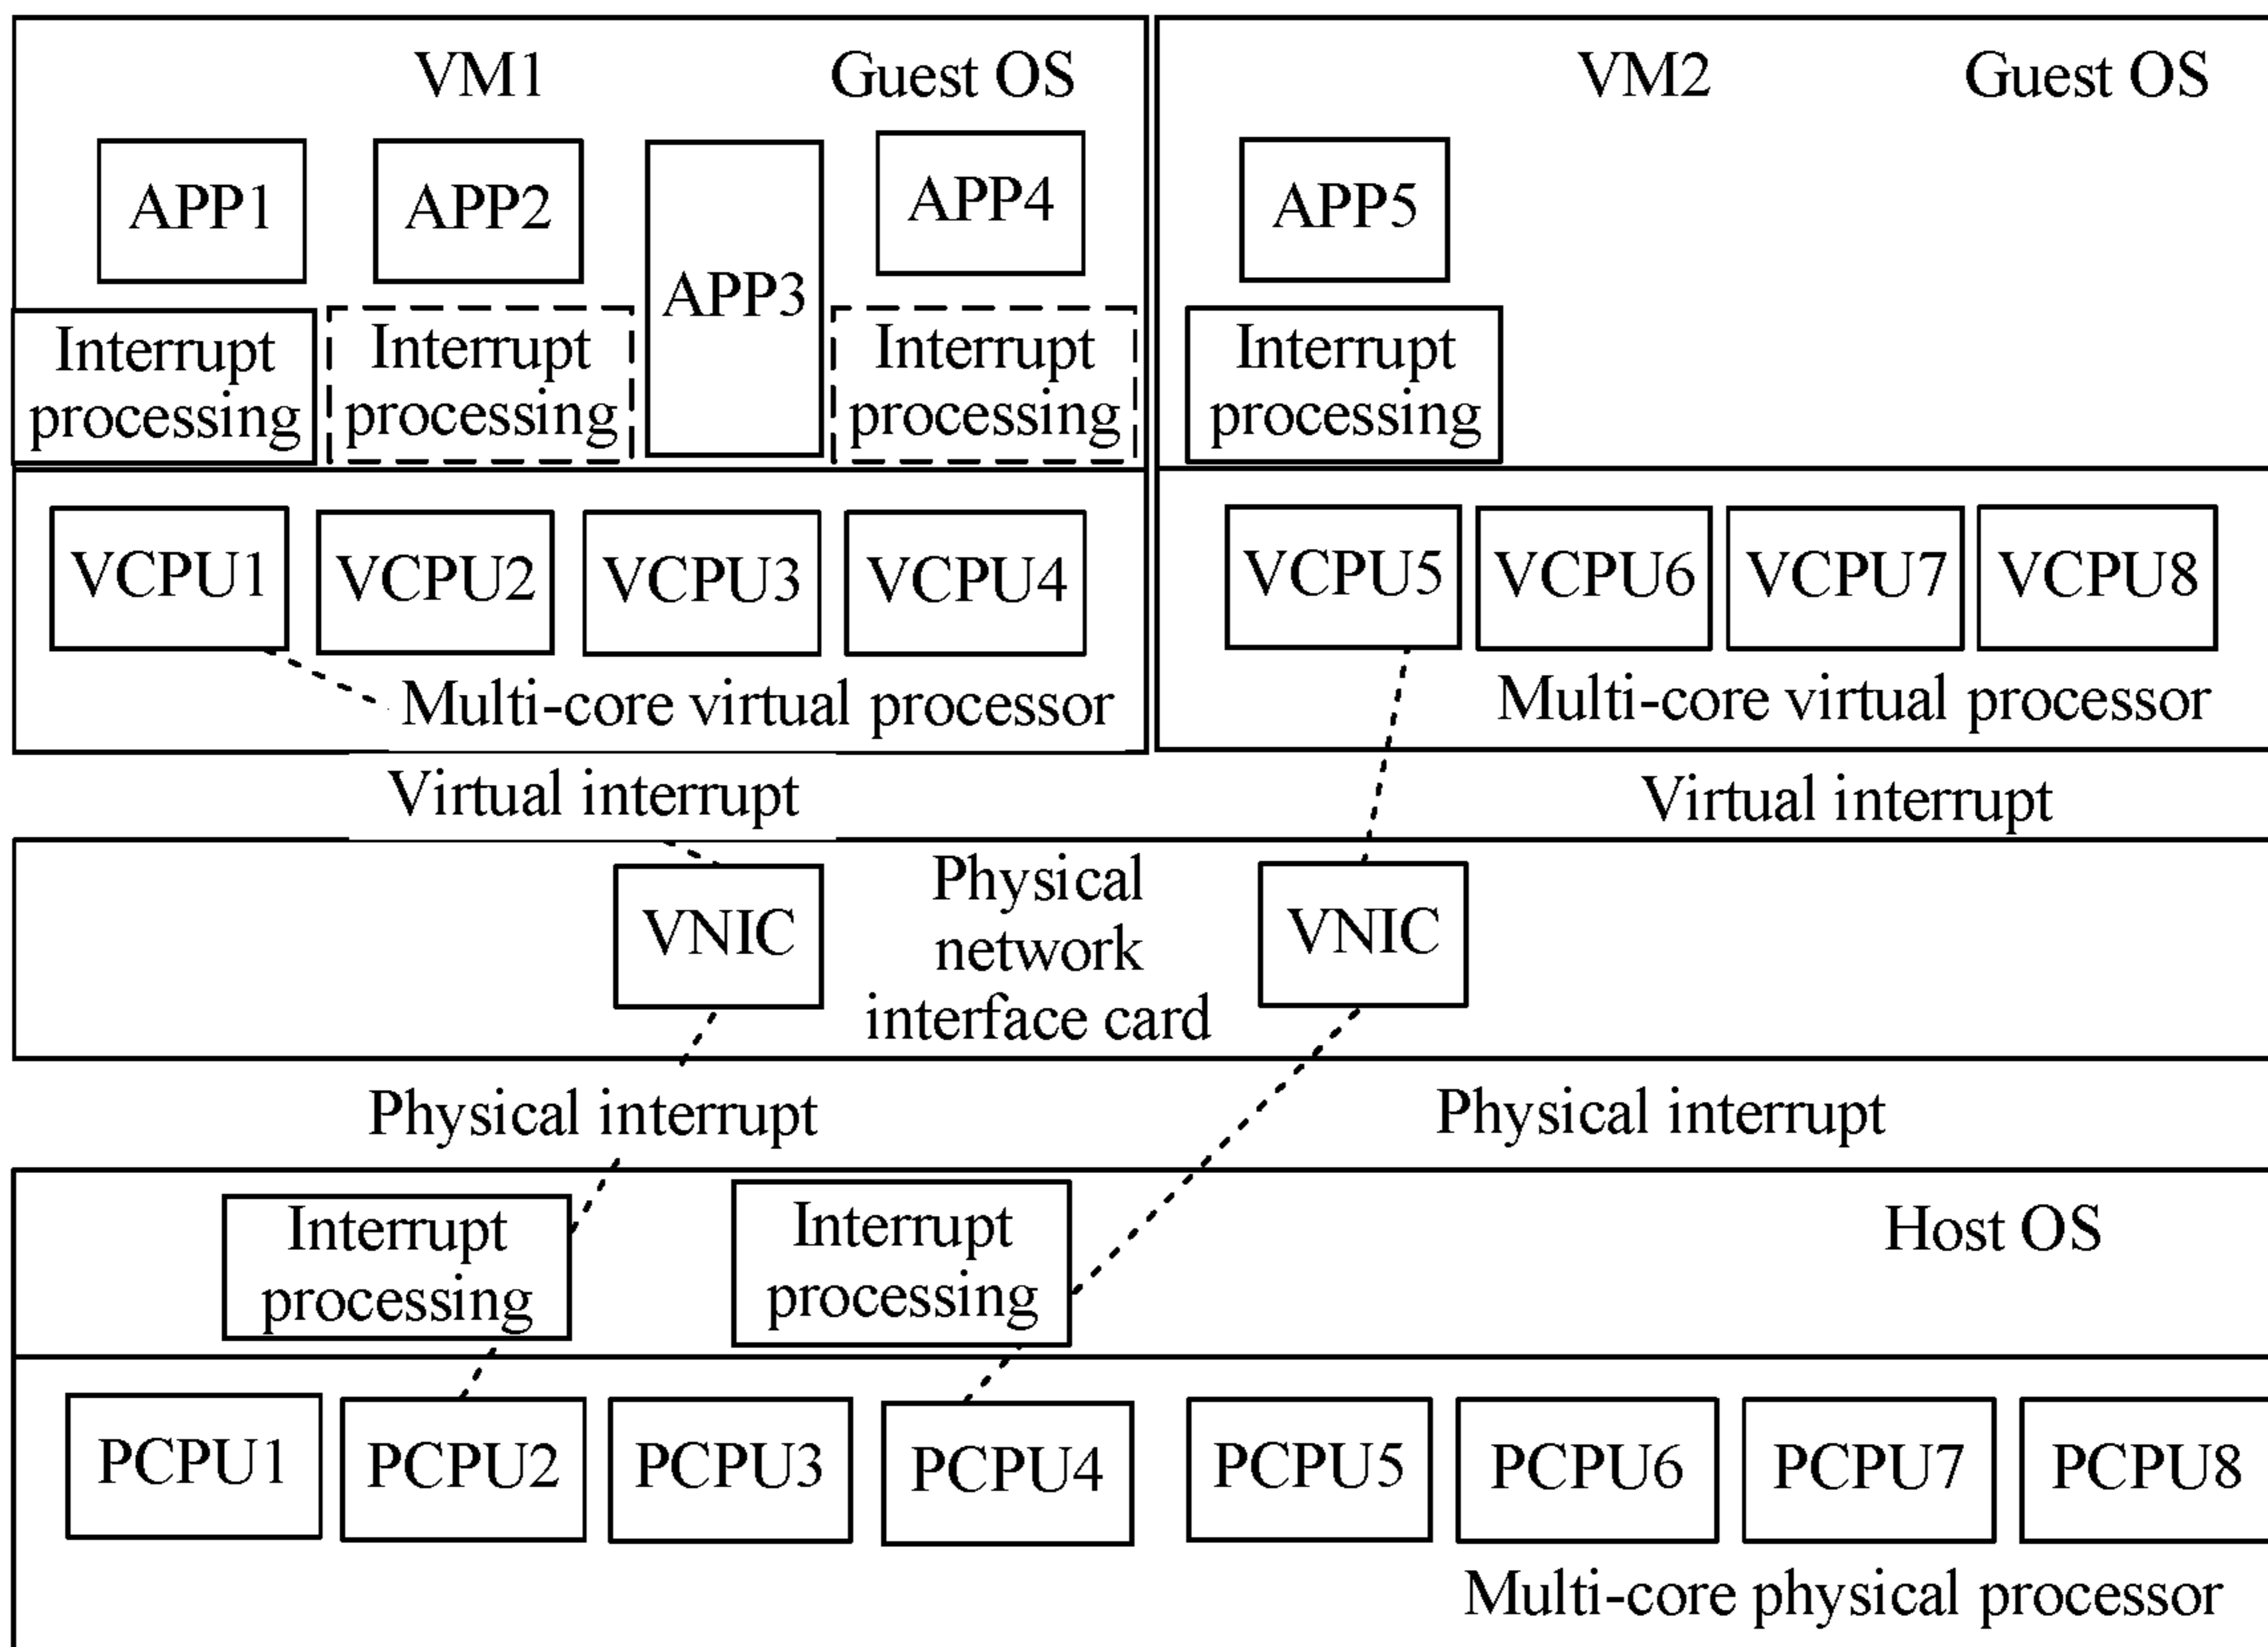 VM1 Guest OS
VM2 Guest OS
APP1
APP2
APP3
APP4
APP5
Interrupt
processing
Interrupt
processing
Interrupt
processing
Interrupt
processing
VCPU1
VCPU2
VCPU3
VCPU4
Multi-core virtual processor
VCPU5
VCPU6
VCPU7
VCPU8
Multi-core virtual processor
Virtual interrupt
Virtual interrupt
VNIC
Physical
network
interface card
VNIC
Physical interrupt
Physical interrupt
Interrupt
processing
Interrupt
processing
Host OS
PCPU1
PCPU2
PCPU3
PCPU4
PCPU5
PCPU6
PCPU7
PCPU8
Multi-core physical processor